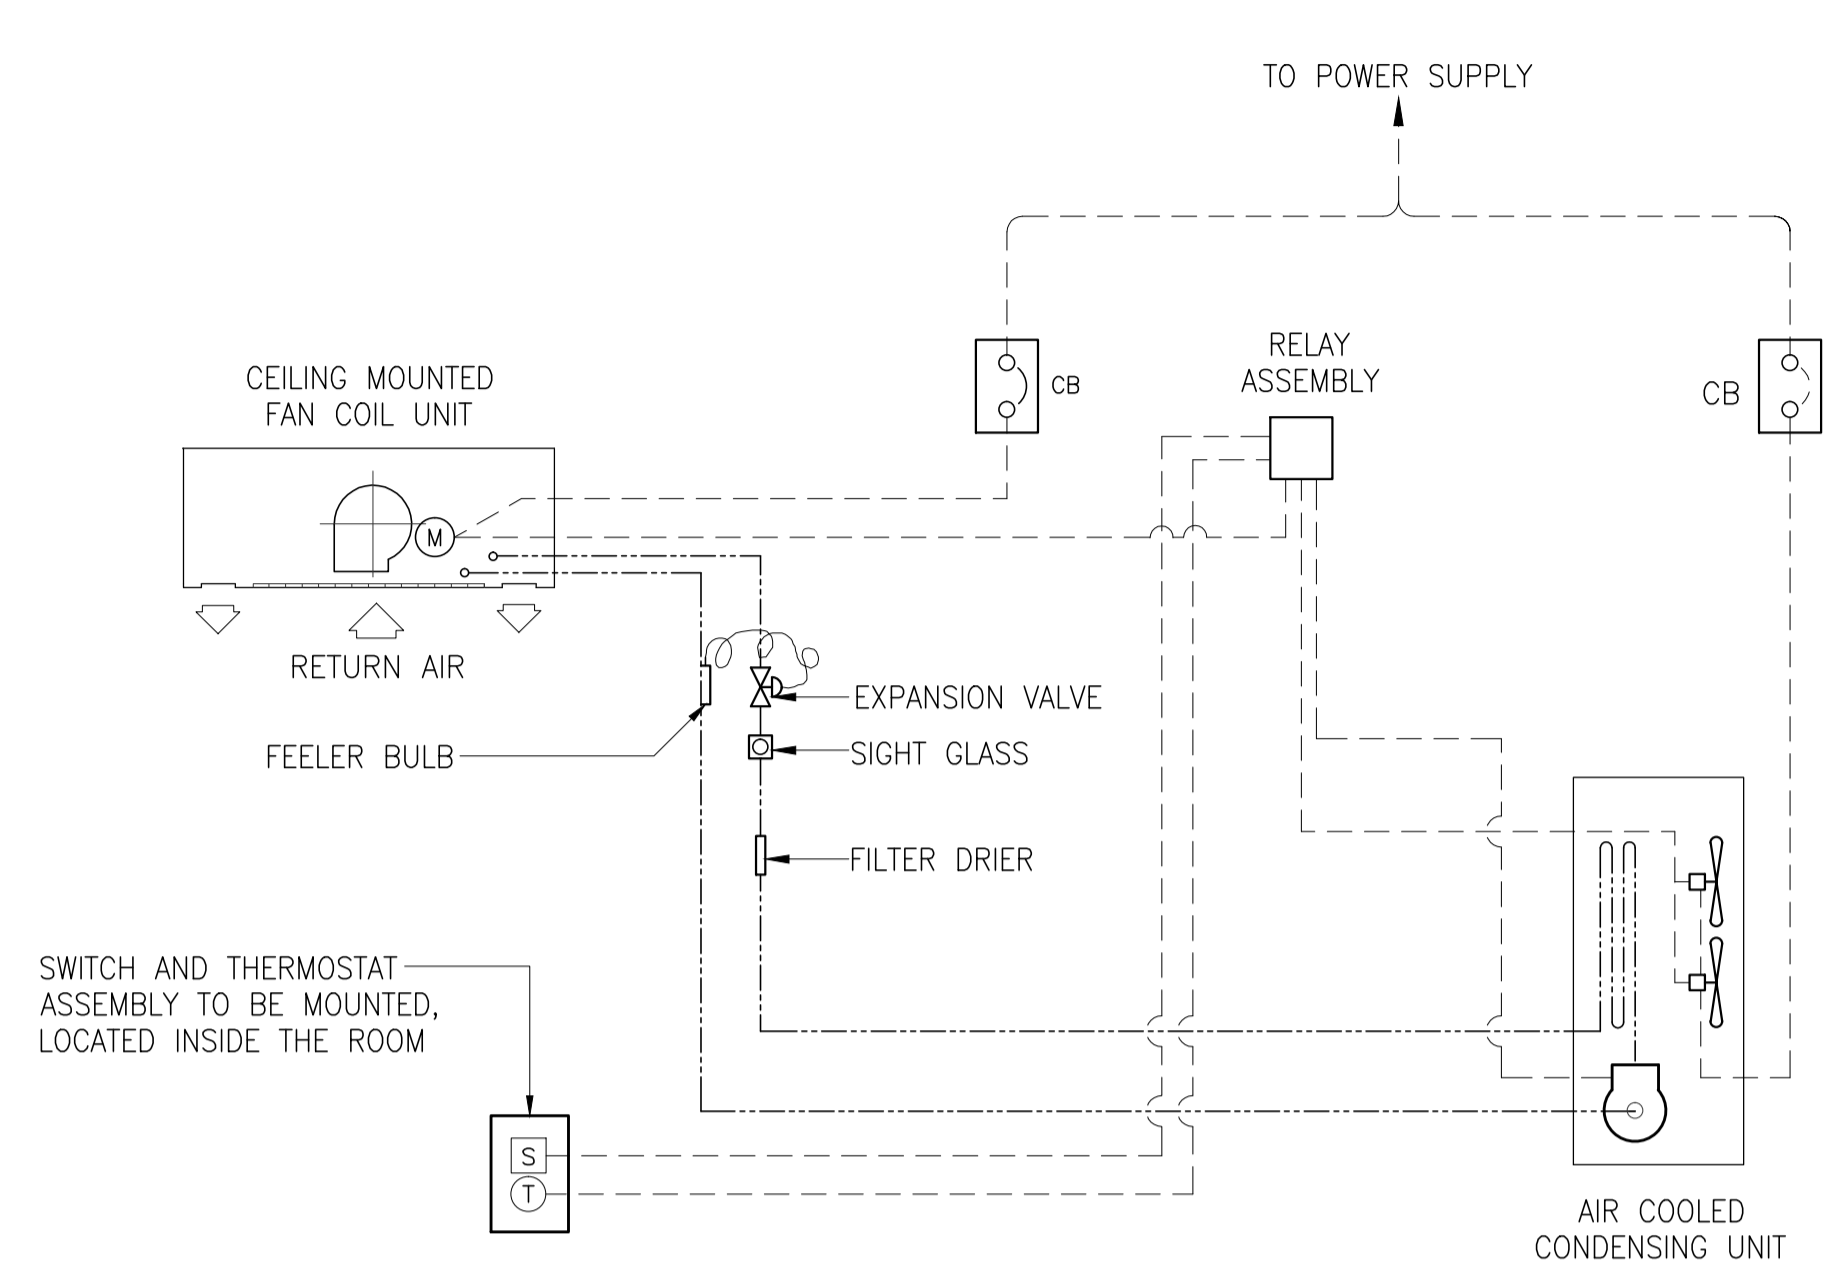 TO POWER SUPPLY
RELAY
ASSEMBLY
CB
CB
CEILING MOUNTED
FAN COIL UNIT
M
RETURN AIR
EXPANSION VALVE
FEELER BULB
SIGHT GLASS
FILTER DRIER
SWITCH AND THERMOSTAT
ASSEMBLY TO BE MOUNTED,
LOCATED INSIDE THE ROOM
S
T
AIR COOLED
CONDENSING UNIT